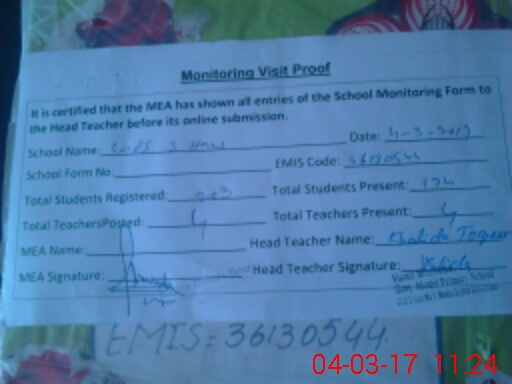 Monitoring Visit Proof
It is certified that the MEA has shown all entries of the School Monitoring Form to
the Head Teacher before its online submission.
School Name: Date: 4-3-2017
School Form No: EMIS Code: 36130544
Total Students Registered: 203 Total Students Present: 134
Total TeachersPosted: 4 Total Teachers Present: 4
MEA Name: Head Teacher Name: Khalida
MEA Signature: Head Teacher Signature:
EMIS= 36130544
04-03-17 11:24